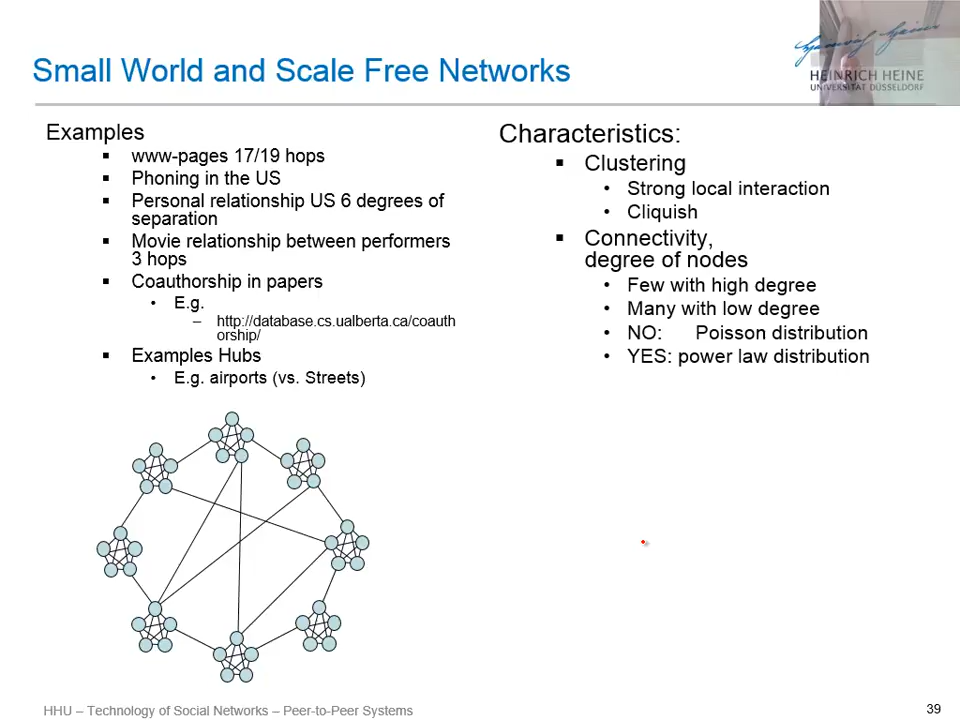 Small World and Scale Free Networks
Heinrich Heine
HEINRICH HEINE
UNIVERSITÄT DÜSSELDORF
Examples
www-pages 17/19 hops
Phoning in the US
Personal relationship US 6 degrees of
separation
Movie relationship between performers
3 hops
Coauthorship in papers
E.g.
http://database.cs.ualberta.ca/coauth
orship/
Examples Hubs
E.g. airports (vs. Streets)
Characteristics:
Clustering
Strong local interaction
Cliquish
Connectivity,
degree of nodes
Few with high degree
Many with low degree
NO: Poisson distribution
YES: power law distribution
HHU – Technology of Social Networks – Peer-to-Peer Systems
39